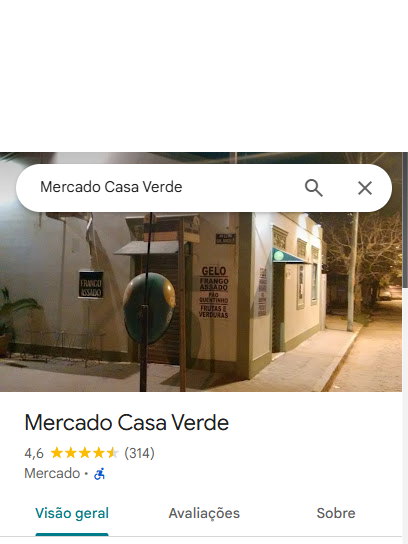 Mercado Casa Verde
FRANGO
ASSADO
GELO
FRANGO
ASSADO
PÃO
QUENTINHO
FRUTAS E
VERDURAS
Mercado Casa Verde
4,6 (314)
Mercado ·
Visão geral Avaliações Sobre